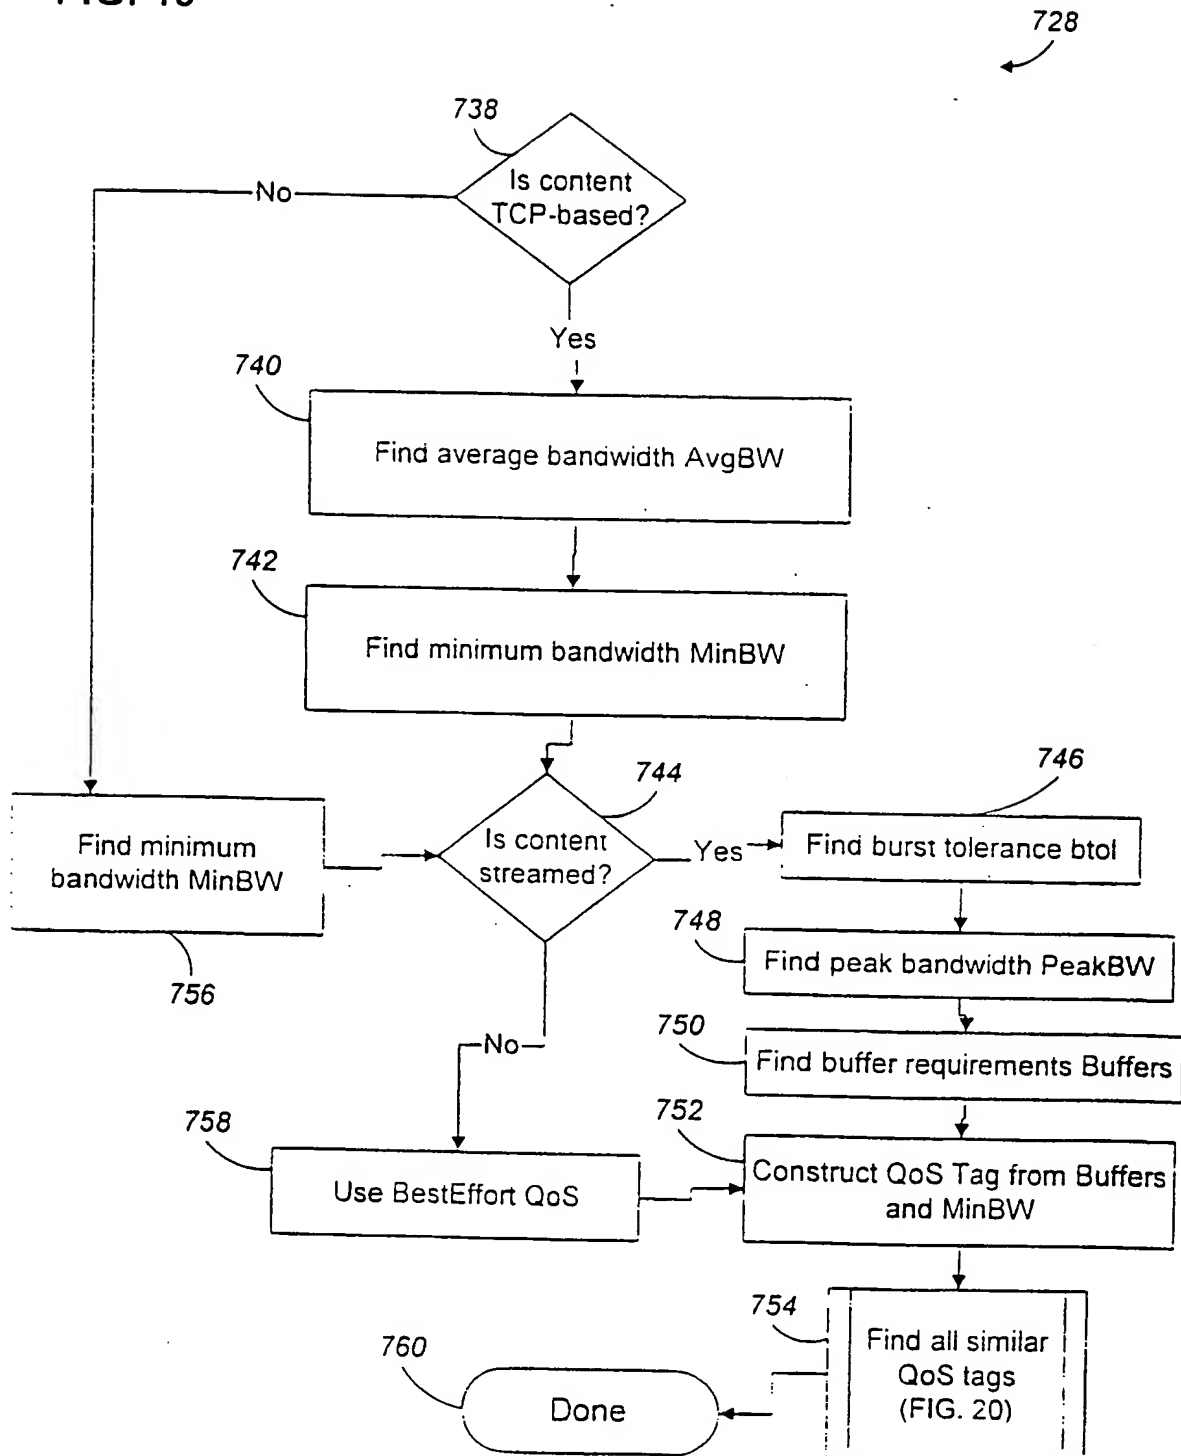 728
738
Is content
TCP-based?
No
Yes
740
Find average bandwidth AvgBW
742
Find minimum bandwidth MinBW
744
Is content
streamed?
Yes
746
Find burst tolerance btol
Find minimum
bandwidth MinBW
756
748
Find peak bandwidth PeakBW
No
750
Find buffer requirements Buffers
758
Use BestEffort QoS
752
Construct QoS Tag from Buffers
and MinBW
754
Find all similar
QoS tags
(FIG. 20)
760
Done